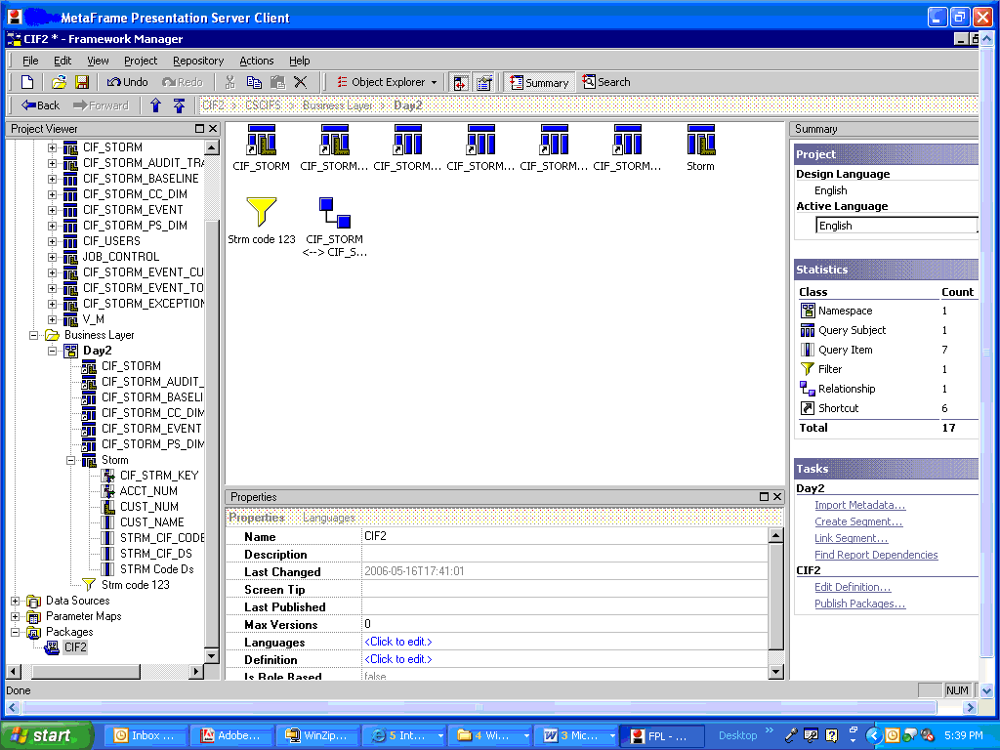 MetaFrame Presentation Server Client
CIF2 * - Framework Manager
File Edit View Project Repository Actions Help
Undo Redo Object Explorer Summary Search
Back Forward CIF2 > CSCIFS > Business Layer > Day2
Project Viewer
CIF_STORM
CIF_STORM_AUDIT_TRA
CIF_STORM_BASELINE
CIF_STORM_CC_DIM
CIF_STORM_EVENT
CIF_STORM_PS_DIM
CIF_USERS
JOB_CONTROL
CIF_STORM_EVENT_CU
CIF_STORM_EVENT_TO
CIF_STORM_EXCEPTION
V_M
Business Layer
Day2
CIF_STORM
CIF_STORM_AUDIT_
CIF_STORM_BASELI
CIF_STORM_CC_DIM
CIF_STORM_EVENT
CIF_STORM_PS_DIM
Storm
CIF_STRM_KEY
ACCT_NUM
CUST_NUM
CUST_NAME
STRM_CIF_CODE
STRM_CIF_DS
STRM Code Ds
Strm code 123
Data Sources
Parameter Maps
Packages
CIF2
CIF_STORM CIF_STORM... CIF_STORM... CIF_STORM... CIF_STORM... CIF_STORM... Storm
Strm code 123 CIF_STORM
<--> CIF_S...
Properties
Properties Languages
Name CIF2
Description
Last Changed 2006-05-16T17:41:01
Screen Tip
Last Published
Max Versions 0
Languages <Click to edit.>
Definition <Click to edit.>
Is Role Based false
Summary
Project
Design Language
English
Active Language
English
Statistics
Class Count
Namespace 1
Query Subject 1
Query Item 7
Filter 1
Relationship 1
Shortcut 6
Total 17
Tasks
Day2
Import Metadata...
Create Segment...
Link Segment...
Find Report Dependencies
CIF2
Edit Definition...
Publish Packages...
Done NUM
start Inbox ... Adobe... WinZip... 5 Int... 4 Wi... 3 Mic... FPL - ... Desktop » 5:39 PM